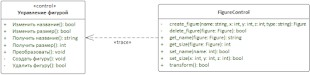 «control»
Управление фигурой
+ Изменить название(): bool
+ Изменить размер(): bool
+ Получить название(): string
+ Получить размер(): int
+ Преобразовать(): void
+ Создать фигуру(): void
+ Удалить фигуру(): bool
«trace»
FigureControl
+ create_figure(name: string, x: int, y: int, z: int, type: string): Figure
+ delete_figure(figure: Figure): bool
+ get_name(figure: Figure): string
+ get_size(figure: Figure): int
+ set_name(name: int): bool
+ set_size(x: int, y: int, z: int): bool
+ transform(): bool